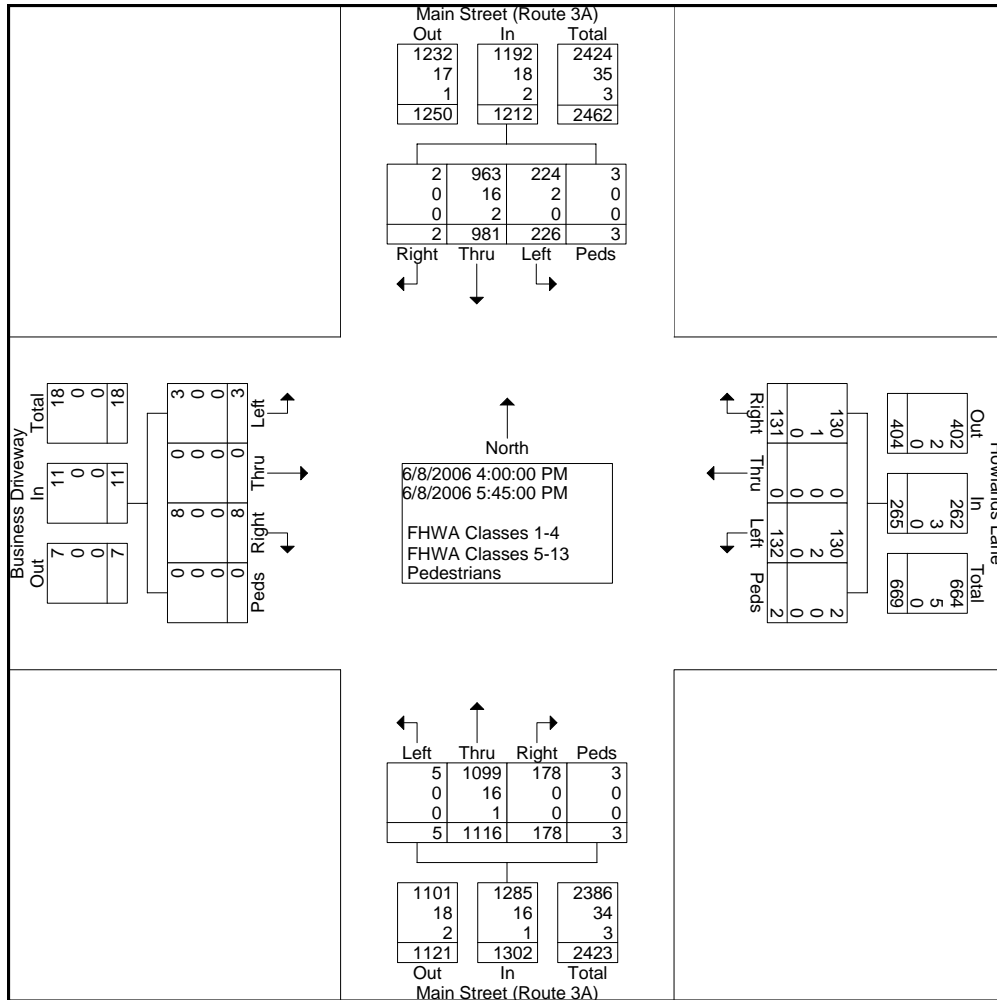 Main Street (Route 3A)
Out In Total
1232 1192 2424
17 18 35
1 2 3
1250 1212 2462
2 963 224 3
0 16 2 0
0 2 0 0
2 981 226 3
Right Thru Left Peds
Business Driveway
Total
18 0 0 18
In
11 0 0 11
Out
7 0 0 7
3 0 0 3
Left
0 0 0 0
Thru
8 0 0 8
Right
0 0 0 0
Peds
North
6/8/2006 4:00:00 PM
6/8/2006 5:45:00 PM
FHWA Classes 1-4
FHWA Classes 5-13
Pedestrians
Right
130 1 0 131
Thru
0 0 0 0
Left
130 2 0 132
Peds
2 0 0 2
Howlands Lane
Out
402 2 0 404
In
262 3 0 265
Total
664 5 0 669
Left Thru Right Peds
5 1099 178 3
0 16 0 0
0 1 0 0
5 1116 178 3
1101 1285 2386
18 16 34
2 1 3
1121 1302 2423
Out In Total
Main Street (Route 3A)